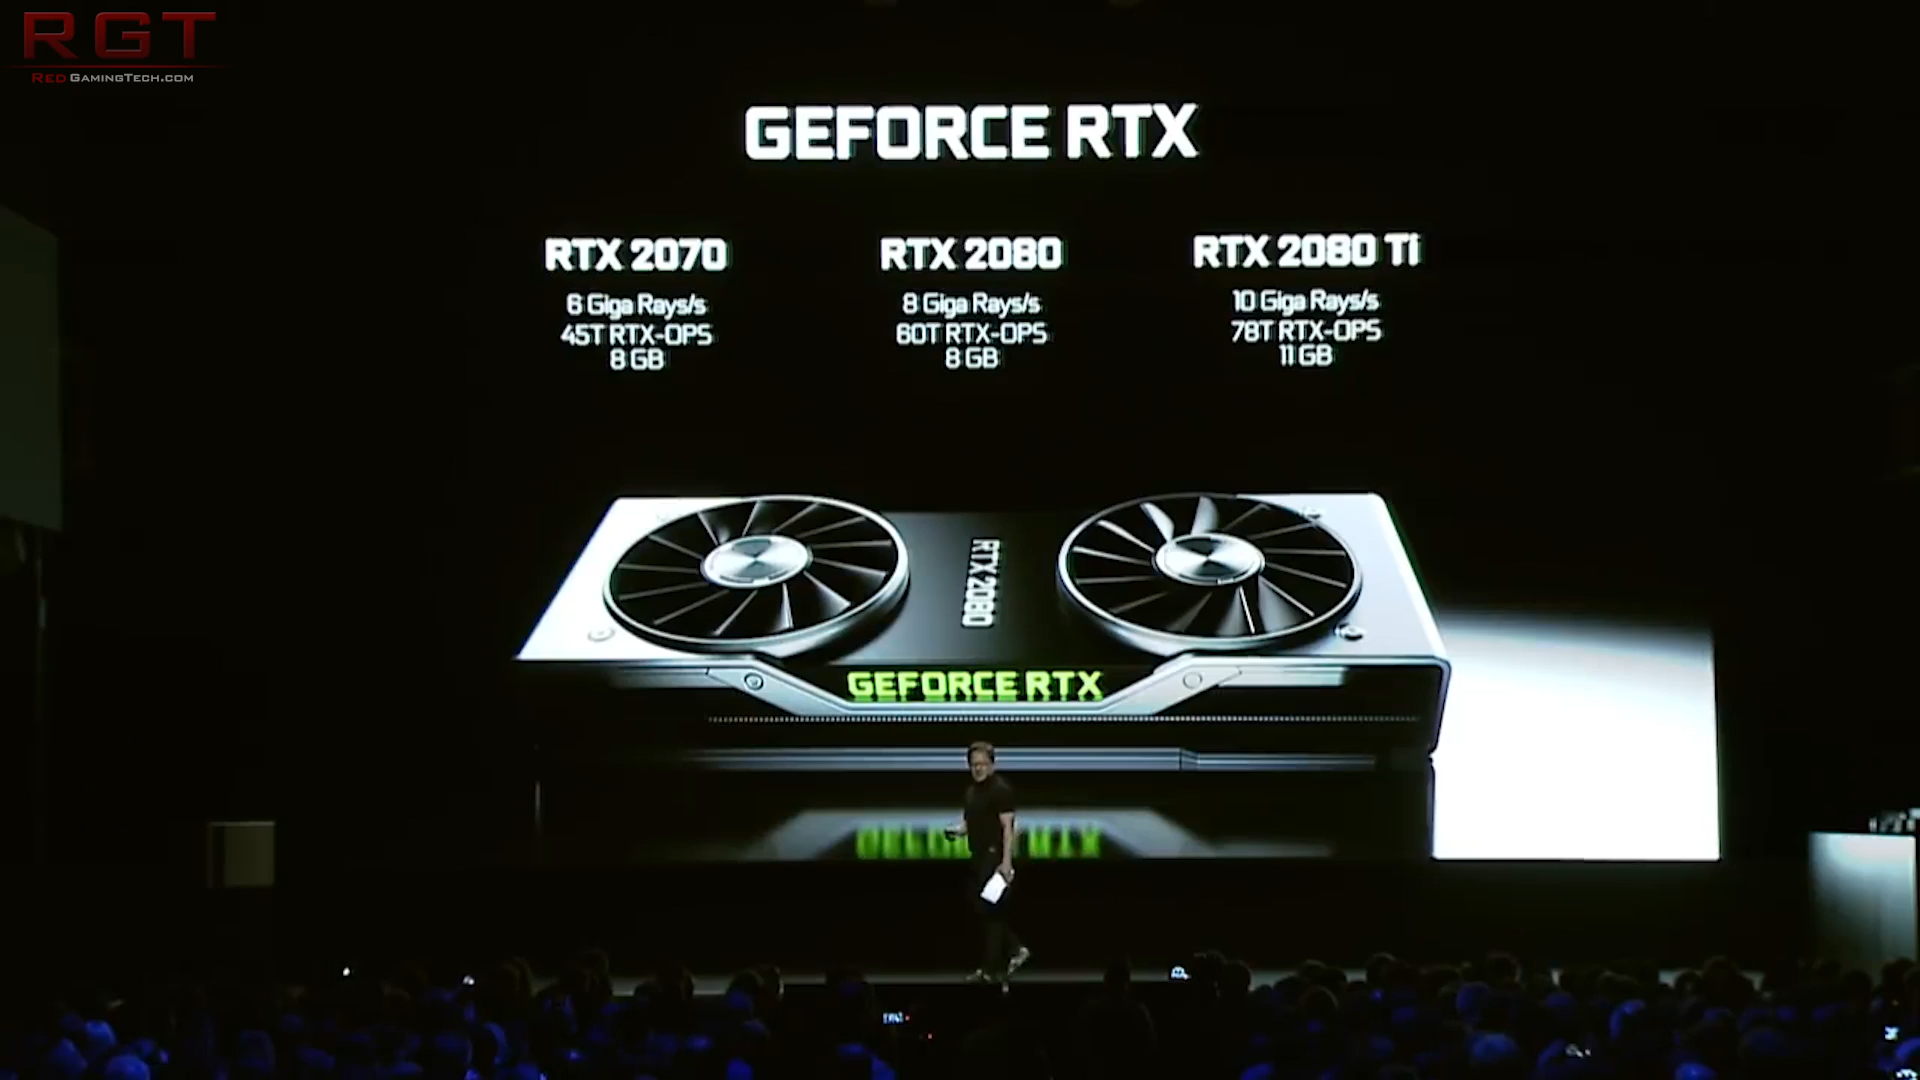 RGT
RedGamingTech.com
GEFORCE RTX
RTX 2070
6 Giga Rays/s
45T RTX-OPS
8 GB
RTX 2080
8 Giga Rays/s
60T RTX-OPS
8 GB
RTX 2080 Ti
10 Giga Rays/s
78T RTX-OPS
11 GB
RTX 2080
GEFORCE RTX